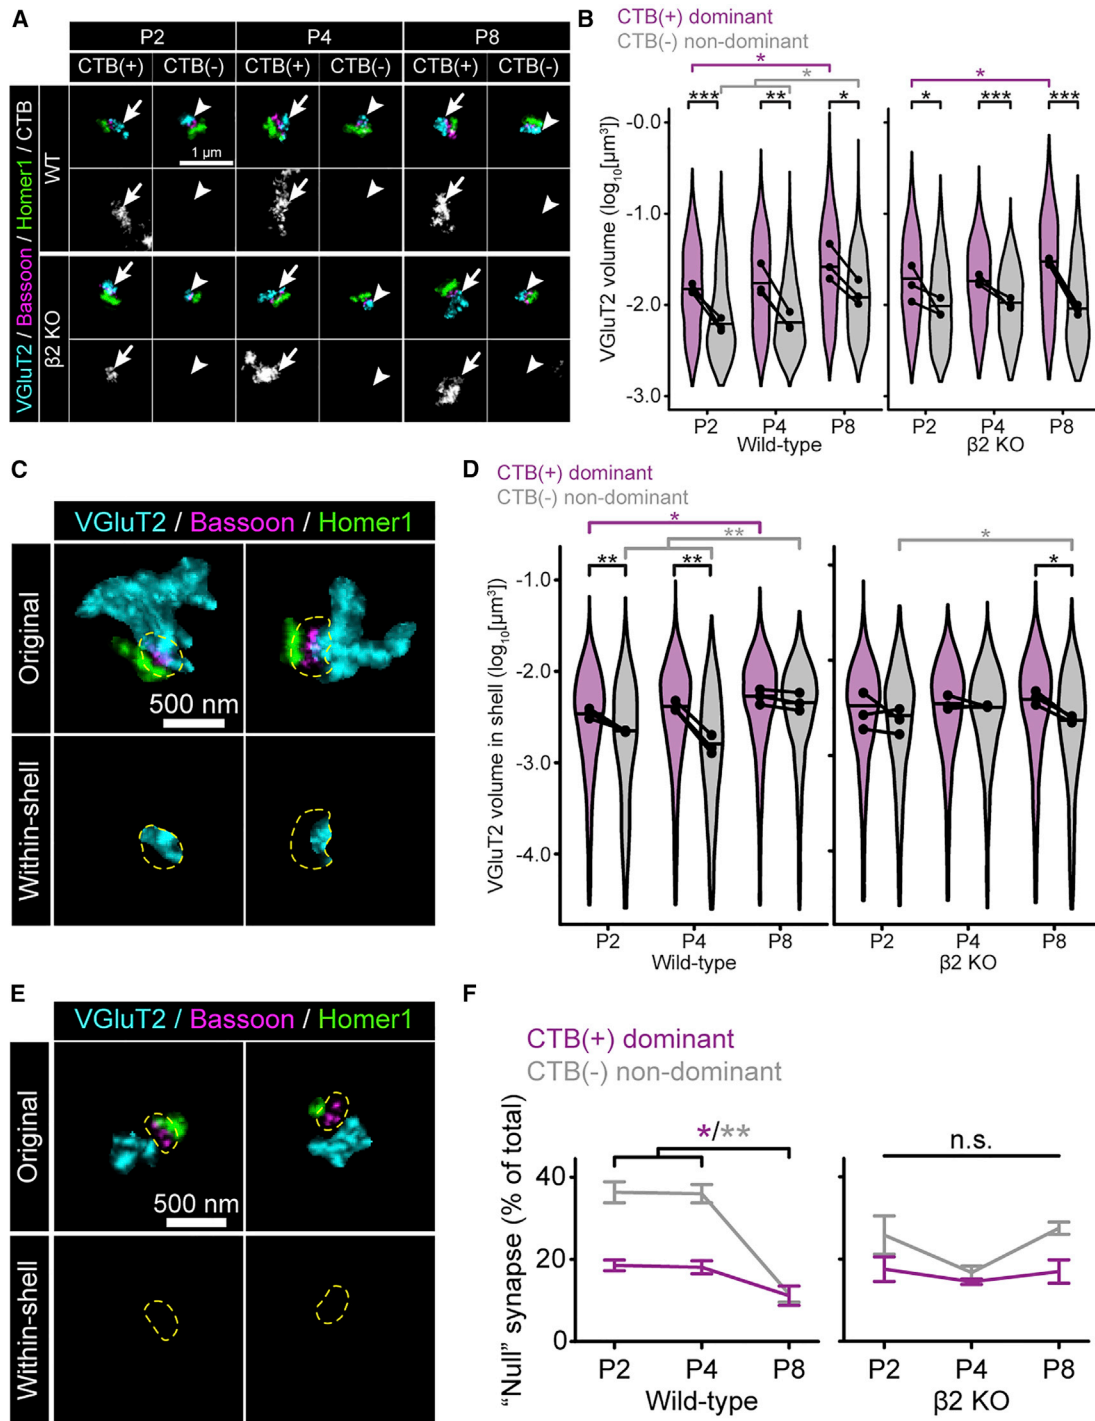 A
P2 P4 P8
CTB(+) CTB(-) CTB(+) CTB(-) CTB(+) CTB(-)
VGluT2 / Bassoon / Homer1 / CTB
WT
β2 KO
1 μm
B
CTB(+) dominant
CTB(-) non-dominant
* * *
*** ** * * *** ***
VGluT2 volume (log10[μm³])
-0.0
-1.0
-2.0
-3.0
P2 P4 P8 P2 P4 P8
Wild-type β2 KO
C
VGluT2 / Bassoon / Homer1
Original
500 nm
Within-shell
D
CTB(+) dominant
CTB(-) non-dominant
* ** *
** ** *
VGluT2 volume in shell (log10[μm³])
-1.0
-2.0
-3.0
-4.0
P2 P4 P8 P2 P4 P8
Wild-type β2 KO
E
VGluT2 / Bassoon / Homer1
Original
500 nm
Within-shell
F
CTB(+) dominant
CTB(-) non-dominant
*/** n.s.
“Null” synapse (% of total)
40
20
0
P2 P4 P8 P2 P4 P8
Wild-type β2 KO